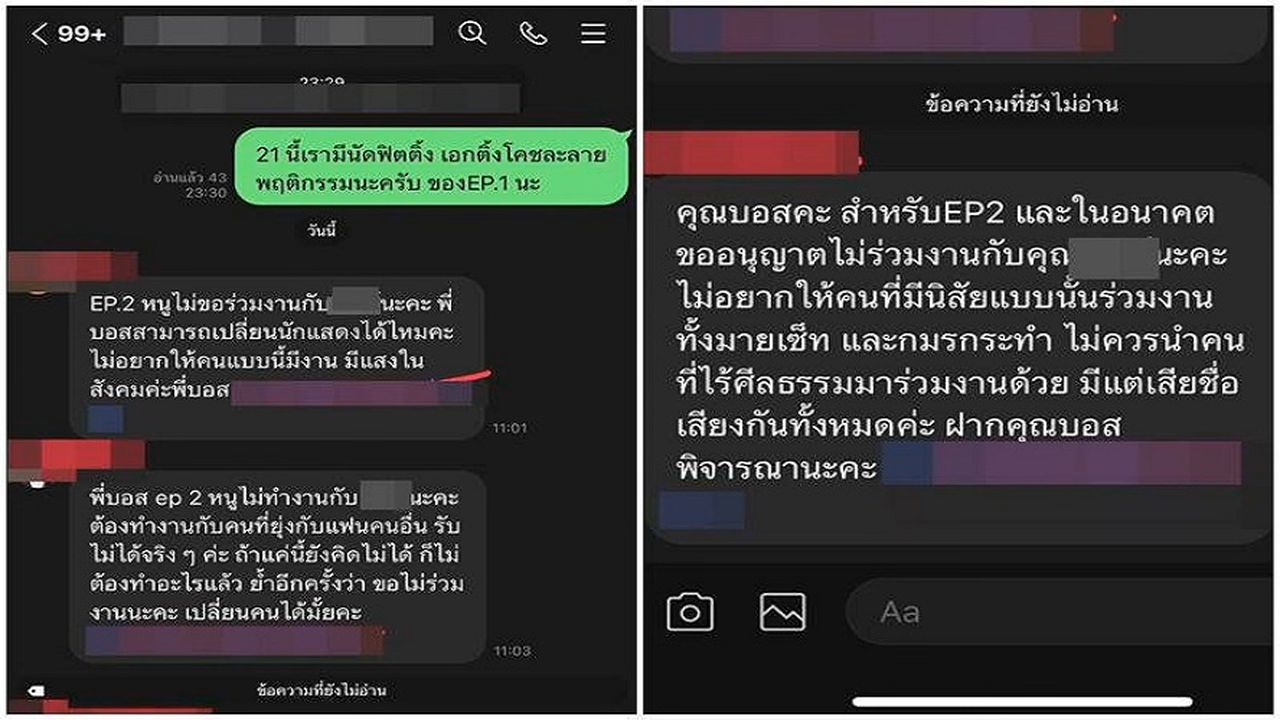 99+
23:29
21 นี้เรามีนัดฟิตติ้ง เอกติ้งโคชละลาย
พฤติกรรมนะครับ ของEP.1 นะ
อ่านแล้ว 43
23:30
วันนี้
EP.2 หนูไม่ขอร่วมงานกับ นะคะ พี่
บอสสามารถเปลี่ยนนักแสดงได้ไหมคะ
ไม่อยากให้คนแบบนี้มีงาน มีแสงใน
สังคมค่ะพี่บอส
11:01
พี่บอส ep 2 หนูไม่ทำงานกับ นะคะ
ต้องทำงานกับคนที่ยุ่งกับแฟนคนอื่น รับ
ไม่ได้จริง ๆ ค่ะ ถ้าแค่นี้ยังคิดไม่ได้ ก็ไม่
ต้องทำอะไรแล้ว ย้ำอีกครั้งว่า ขอไม่ร่วม
งานนะคะ เปลี่ยนคนได้มั้ยคะ
11:03
ข้อความที่ยังไม่อ่าน
ข้อความที่ยังไม่อ่าน
คุณบอสคะ สำหรับEP2 และในอนาคต
ขออนุญาตไม่ร่วมงานกับคุณ นะคะ
ไม่อยากให้คนที่มีนิสัยแบบนั้นร่วมงาน
ทั้งมายเซ็ท และกมรกระทำ ไม่ควรนำคน
ที่ไร้ศีลธรรมมาร่วมงานด้วย มีแต่เสียชื่อ
เสียงกันทั้งหมดค่ะ ฝากคุณบอส
พิจารณานะคะ
Aa